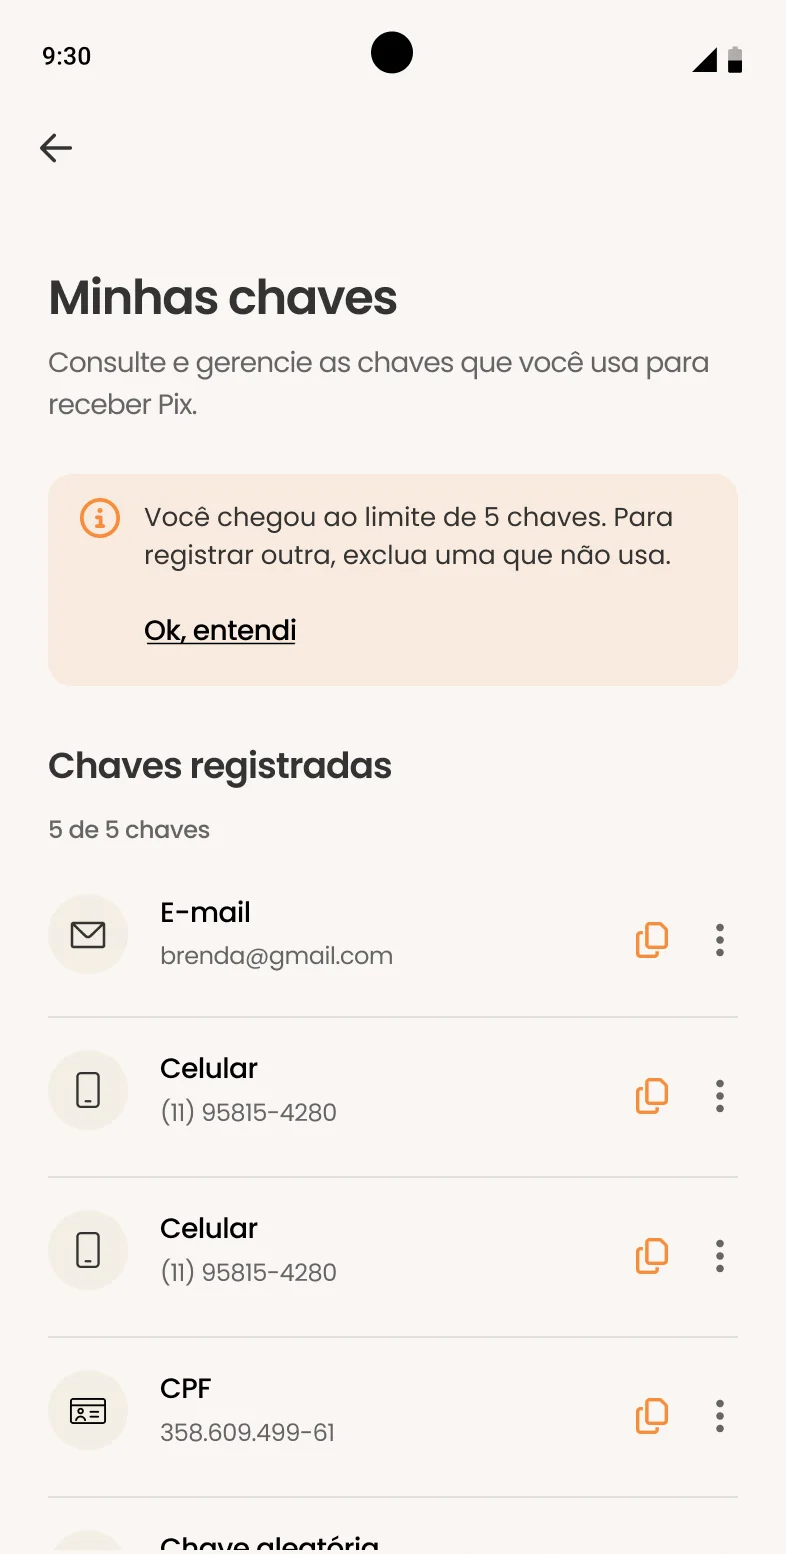 9:30
Minhas chaves
Consulte e gerencie as chaves que você usa para
receber Pix.
Você chegou ao limite de 5 chaves. Para
registrar outra, exclua uma que não usa.
Ok, entendi
Chaves registradas
5 de 5 chaves
E-mail
brenda@gmail.com
Celular
(11) 95815-4280
Celular
(11) 95815-4280
CPF
358.609.499-61
Chave aleatória